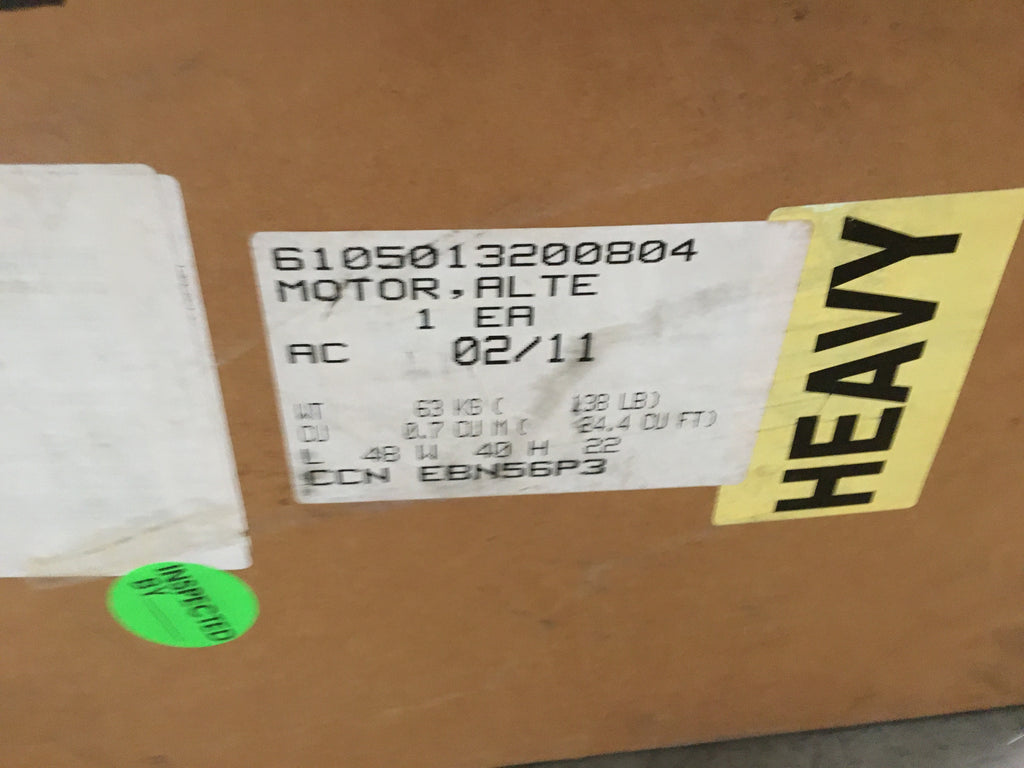 6105013200804
MOTOR,ALTE
1 EA
AC 02/11
WT 63 KG ( 138 LB)
CU 0.7 CU M ( 24.4 CU FT)
L 48 W 40 H 22
CCN EBN56P3
HEAVY
INSPECTED
BY